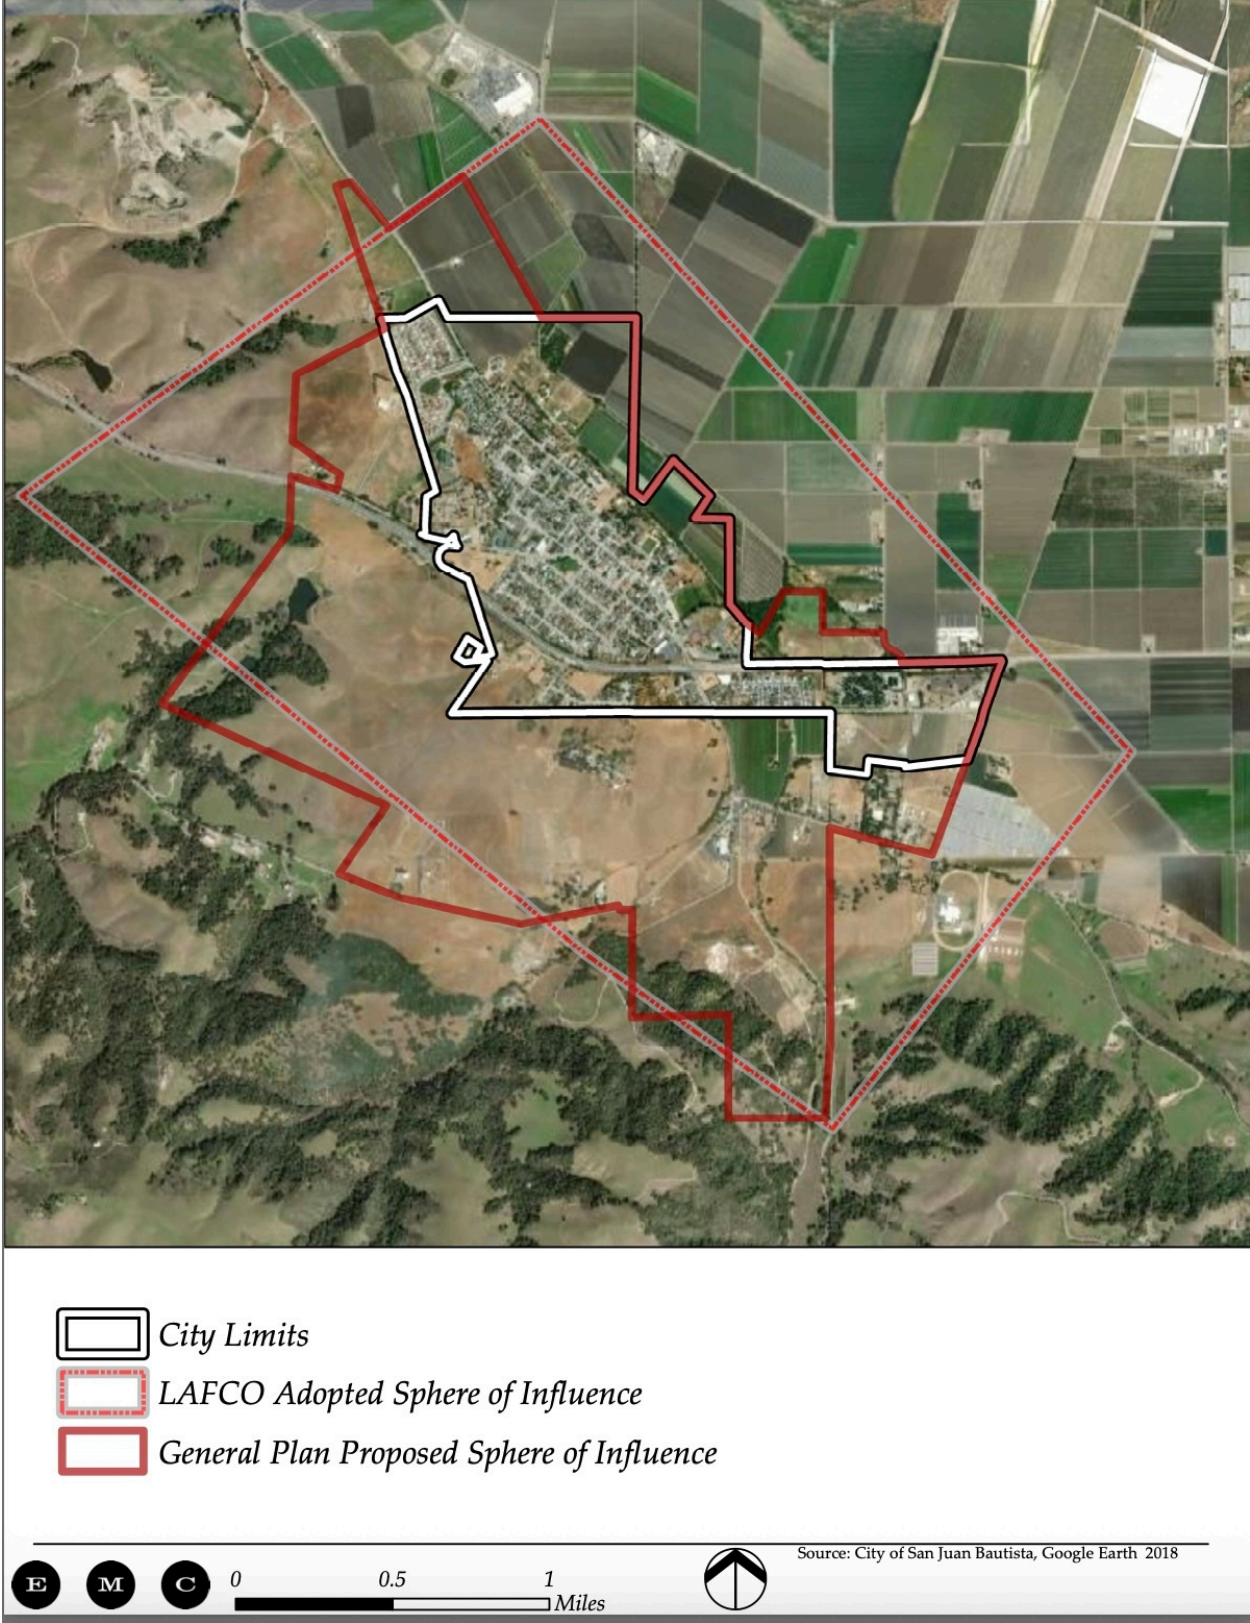 City Limits
LAFCO Adopted Sphere of Influence
General Plan Proposed Sphere of Influence
Source: City of San Juan Bautista, Google Earth 2018
E M C
0 0.5 1
Miles